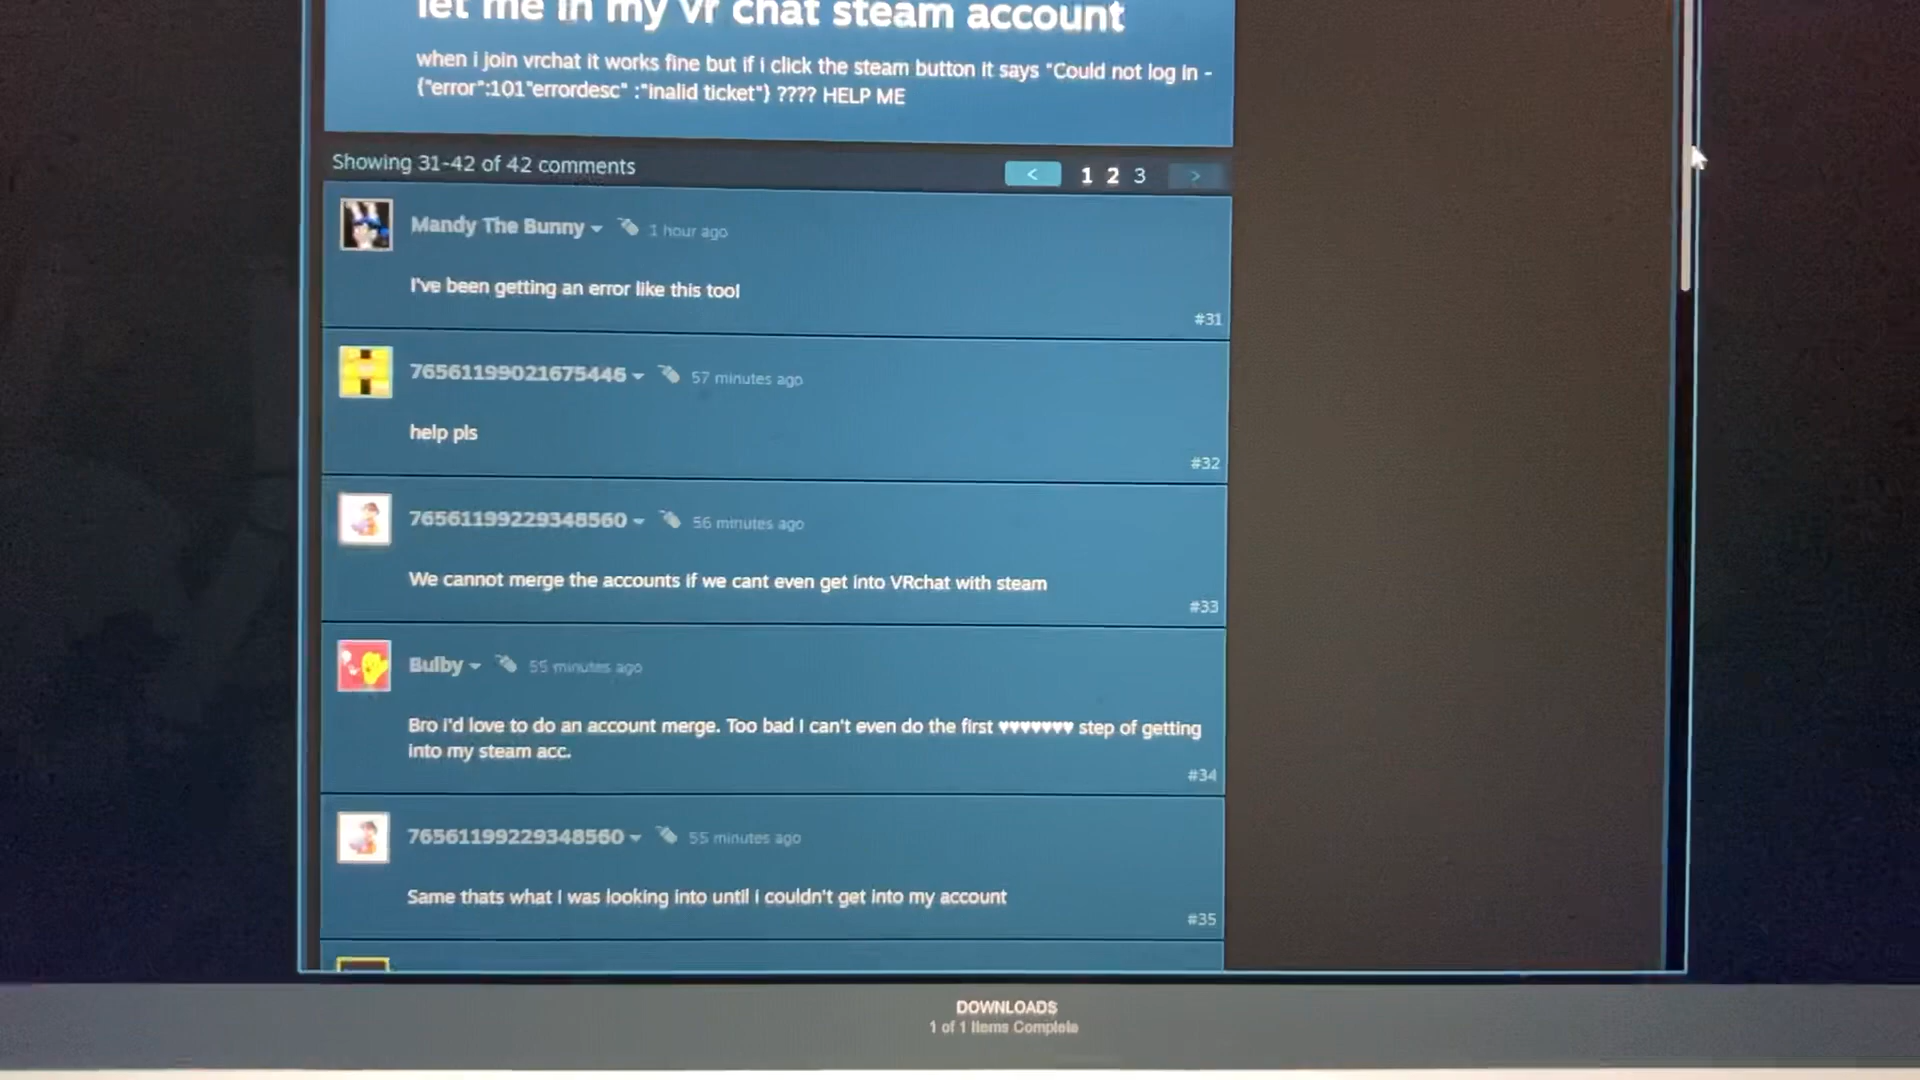 let me in my vr chat steam account
when i join vrchat it works fine but if i click the steam button it says "Could not log in -
{"error":101"errordesc" :"inalid ticket"} ???? HELP ME
Showing 31-42 of 42 comments
< 1 2 3 >
Mandy The Bunny 1 hour ago
I've been getting an error like this too!
#31
76561199021675446 57 minutes ago
help pls
#32
76561199229348560 56 minutes ago
We cannot merge the accounts if we cant even get into VRchat with steam
#33
Bulby 55 minutes ago
Bro I'd love to do an account merge. Too bad I can't even do the first ♥♥♥♥♥♥♥ step of getting
into my steam acc.
#34
76561199229348560 55 minutes ago
Same thats what I was looking into until i couldn't get into my account
#35
DOWNLOADS
1 of 1 Items Complete